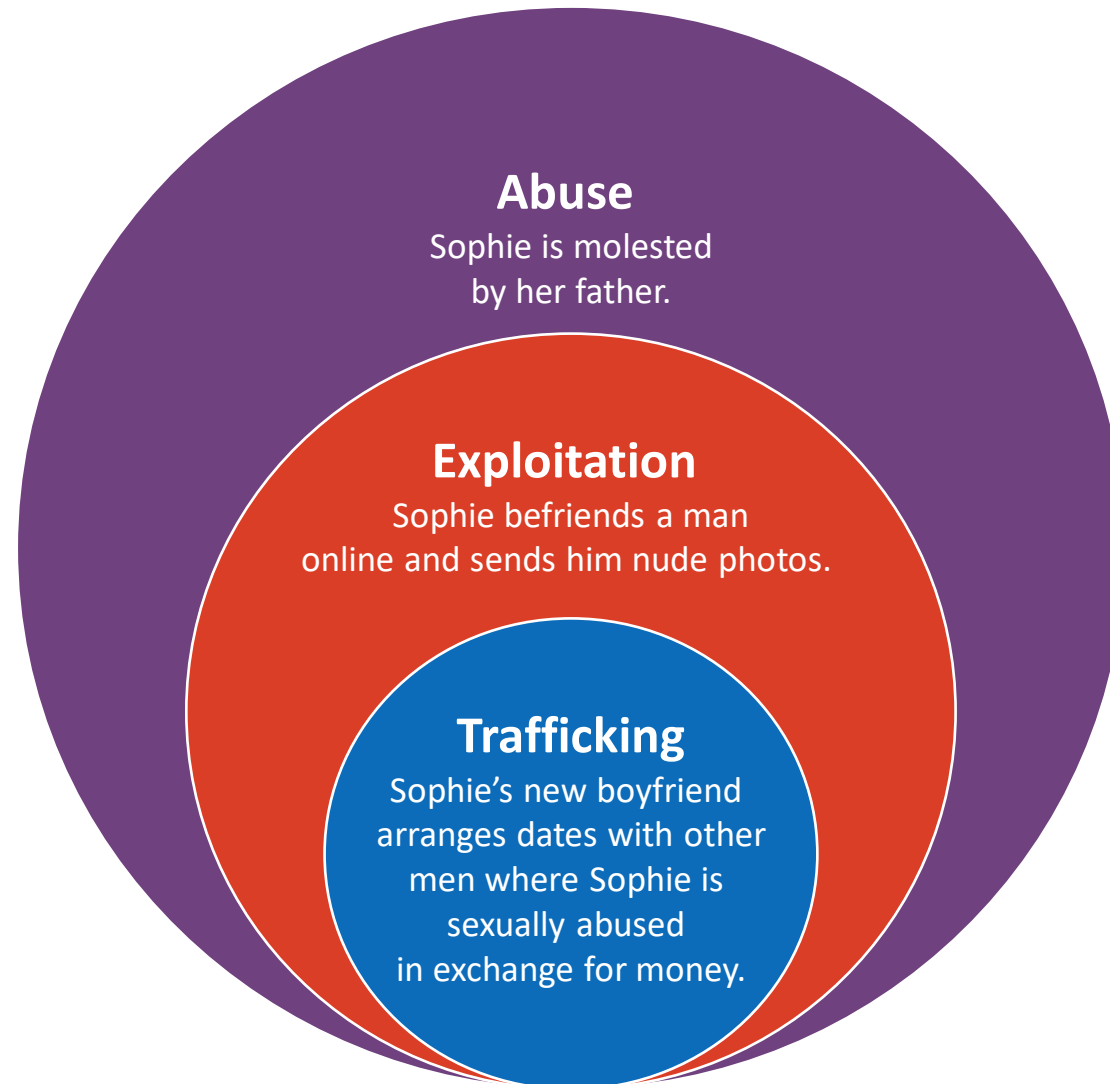 Abuse
Sophie is molested
by her father.
Exploitation
Sophie befriends a man
online and sends him nude photos.
Trafficking
Sophie’s new boyfriend
arranges dates with other
men where Sophie is
sexually abused
in exchange for money.